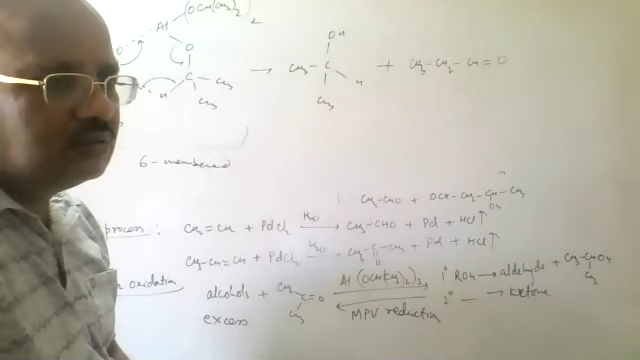 Al (OCH(CH3)2)2
O
O
C
CH3
H
CH3
→
OH
CH3 – C
H
CH3
+ CH3–CH2–CH=O
6-membered
CH3–CHO + OCH–CH2–CH–CH3
OH
process : CH2=CH2 + PdCl2 H2O → CH3–CHO + Pd + HCl↑
CH3–CH=CH2 + PdCl2 H2O → CH3–C–CH3 + Pd + HCl↑
O
oxidation
alcohols + CH3 C=O CH3
Al(OCH(CH3)2)3
MPV reduction
1° ROH → aldehyde + CH3–CHOH CH3
2° → Ketone
excess